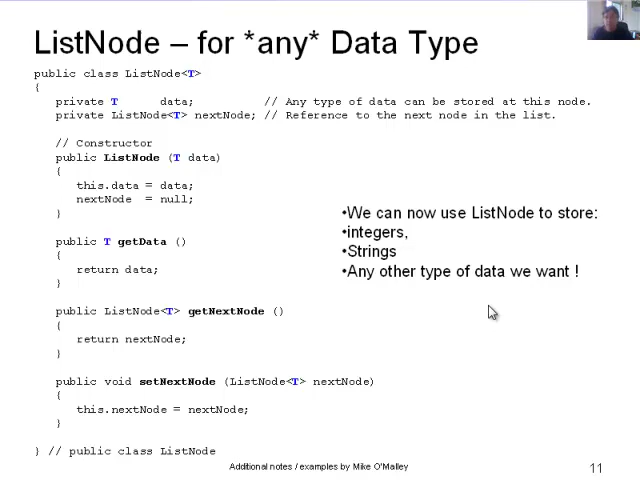 ListNode – for *any* Data Type
public class ListNode<T>
{
private T data; // Any type of data can be stored at this node.
private ListNode<T> nextNode; // Reference to the next node in the list.
// Constructor
public ListNode (T data)
{
this.data = data;
nextNode = null;
}
public T getData ()
{
return data;
}
public ListNode<T> getNextNode ()
{
return nextNode;
}
public void setNextNode (ListNode<T> nextNode)
{
this.nextNode = nextNode;
}
} // public class ListNode
•We can now use ListNode to store:
•integers,
•Strings
•Any other type of data we want !
Additional notes / examples by Mike O'Malley
11